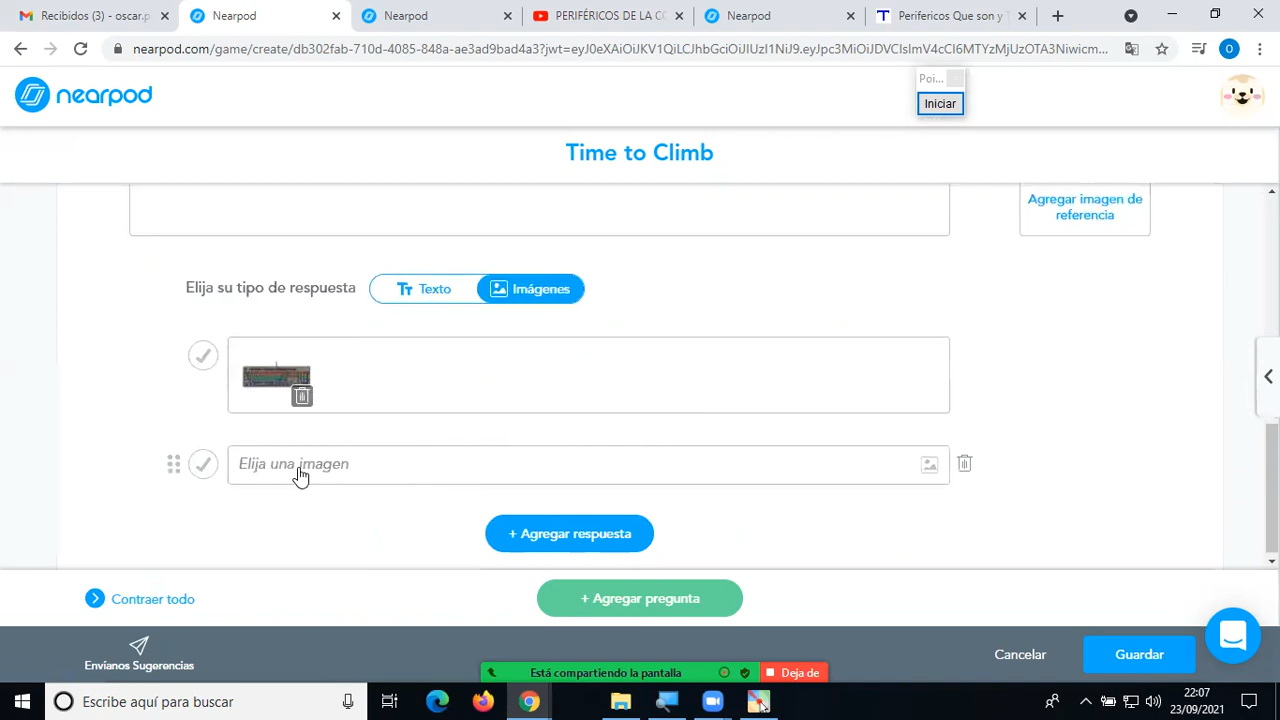 Recibidos (3) - oscar.p
Nearpod
Nearpod
PERIFÉRICOS DE LA CO
Nearpod
Perifericos Que son y T
nearpod.com/game/create/db302fab-710d-4085-848a-ae3ad9bad4a3?jwt=eyJ0eXAiOiJKV1QiLCJhbGciOiJIUzI1NiJ9.eyJpc3MiOiJDVCIsImV4cCI6MTYzMjUzOTA3Niwicm...
O
nearpod
Poi...
Iniciar
Time to Climb
Agregar imagen de
referencia
Elija su tipo de respuesta
Texto
Imágenes
Elija una imagen
+ Agregar respuesta
Contraer todo
+ Agregar pregunta
Envíanos Sugerencias
Cancelar
Guardar
Está compartiendo la pantalla
Deja de
Escribe aquí para buscar
22:07
23/09/2021